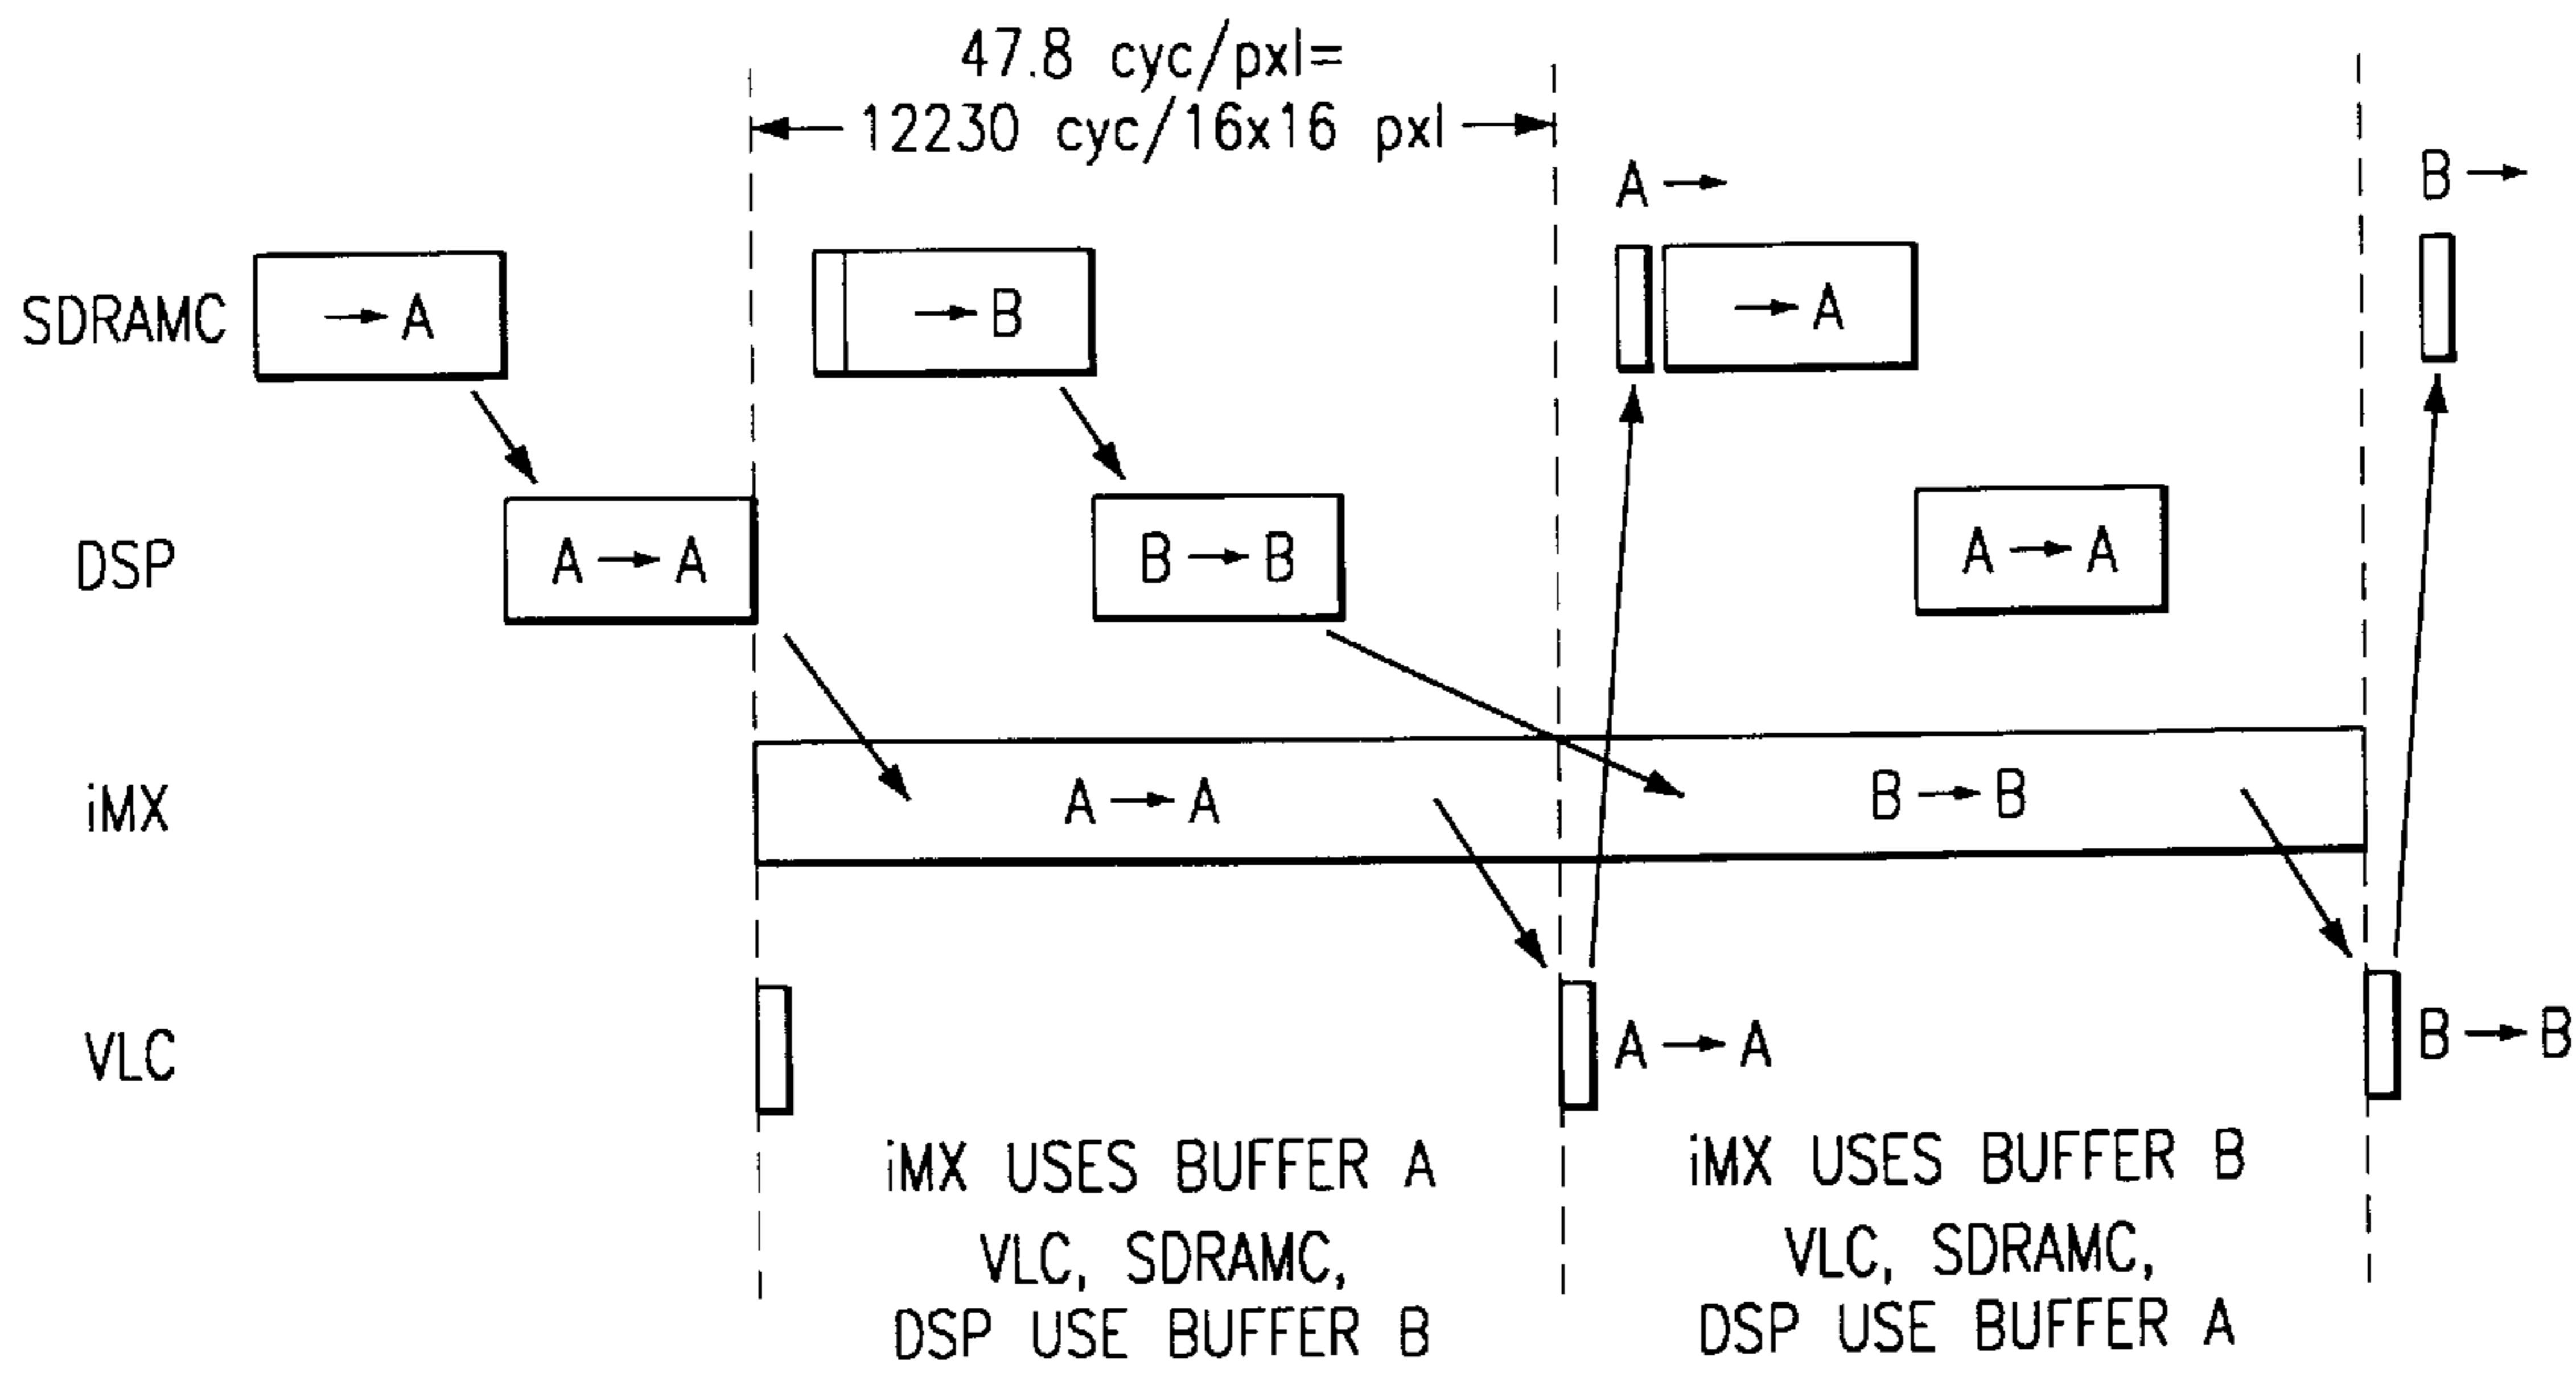 47.8 cyc/pxl=
12230 cyc/16x16 pxl
A →
B →
SDRAMC
→ A
→ B
→ A
DSP
A → A
B → B
A → A
iMX
A → A
B → B
VLC
A → A
B → B
iMX USES BUFFER A
VLC, SDRAMC,
DSP USE BUFFER B
iMX USES BUFFER B
VLC, SDRAMC,
DSP USE BUFFER A